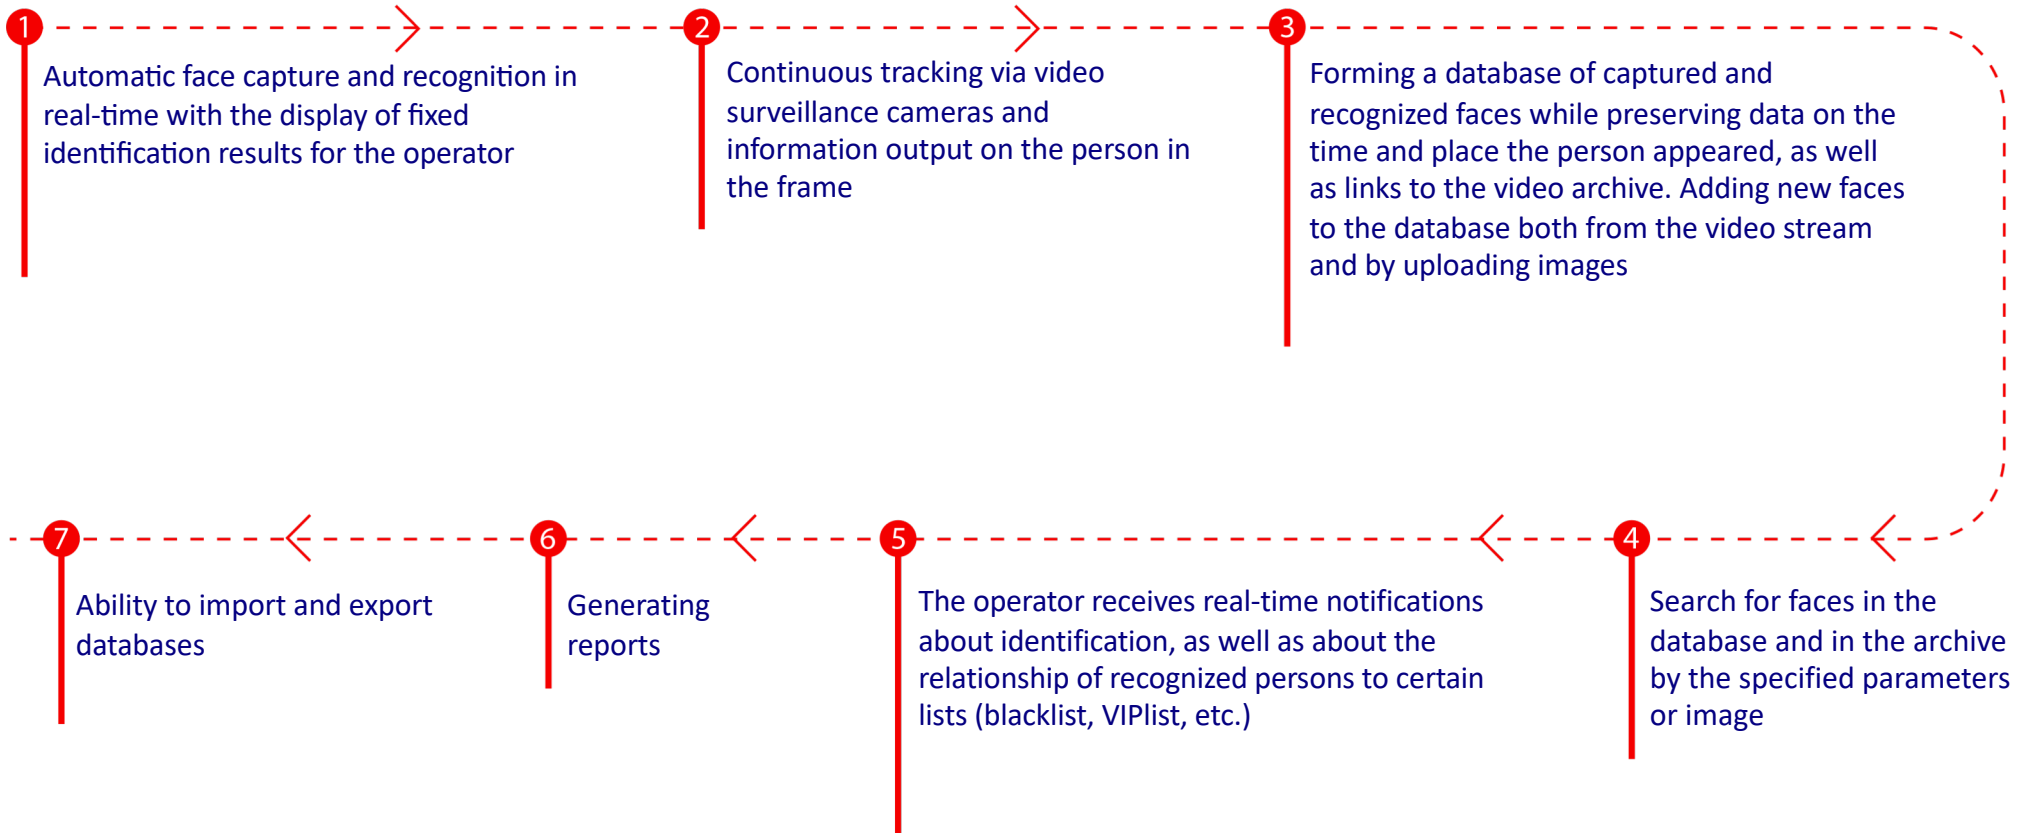 1
Automatic face capture and recognition in
real-time with the display of fixed
identification results for the operator
2
Continuous tracking via video
surveillance cameras and
information output on the person in
the frame
3
Forming a database of captured and
recognized faces while preserving data on the
time and place the person appeared, as well
as links to the video archive. Adding new faces
to the database both from the video stream
and by uploading images
4
Search for faces in the
database and in the archive
by the specified parameters
or image
5
The operator receives real-time notifications
about identification, as well as about the
relationship of recognized persons to certain
lists (blacklist, VIPlist, etc.)
6
Generating
reports
7
Ability to import and export
databases